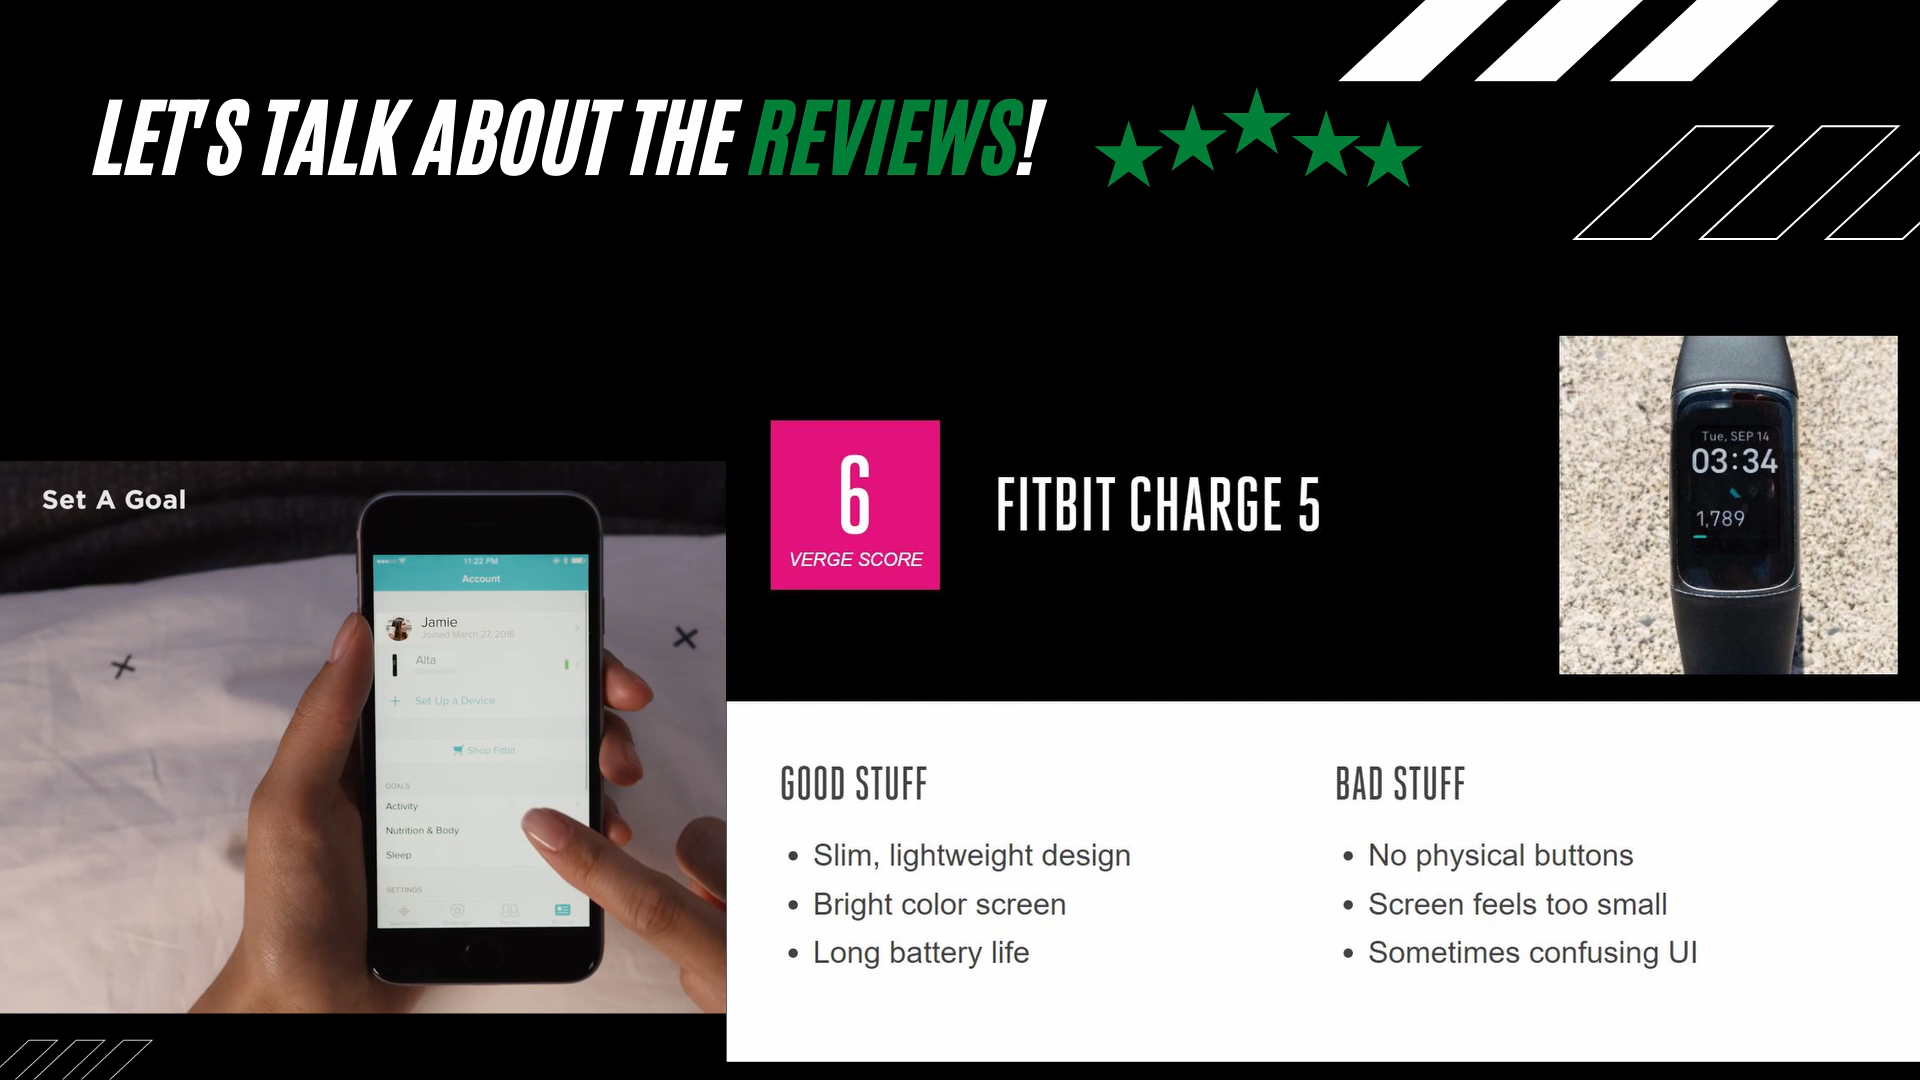 LET'S TALK ABOUT THE REVIEWS!
Set A Goal
11:22 PM
Account
Jamie
Joined March 27, 2016
Alta
+ Set Up a Device
Shop Fitbit
GOALS
Activity
Nutrition & Body
Sleep
SETTINGS
6
VERGE SCORE
FITBIT CHARGE 5
Tue, SEP 14
03:34
1,789
GOOD STUFF
• Slim, lightweight design
• Bright color screen
• Long battery life
BAD STUFF
• No physical buttons
• Screen feels too small
• Sometimes confusing UI